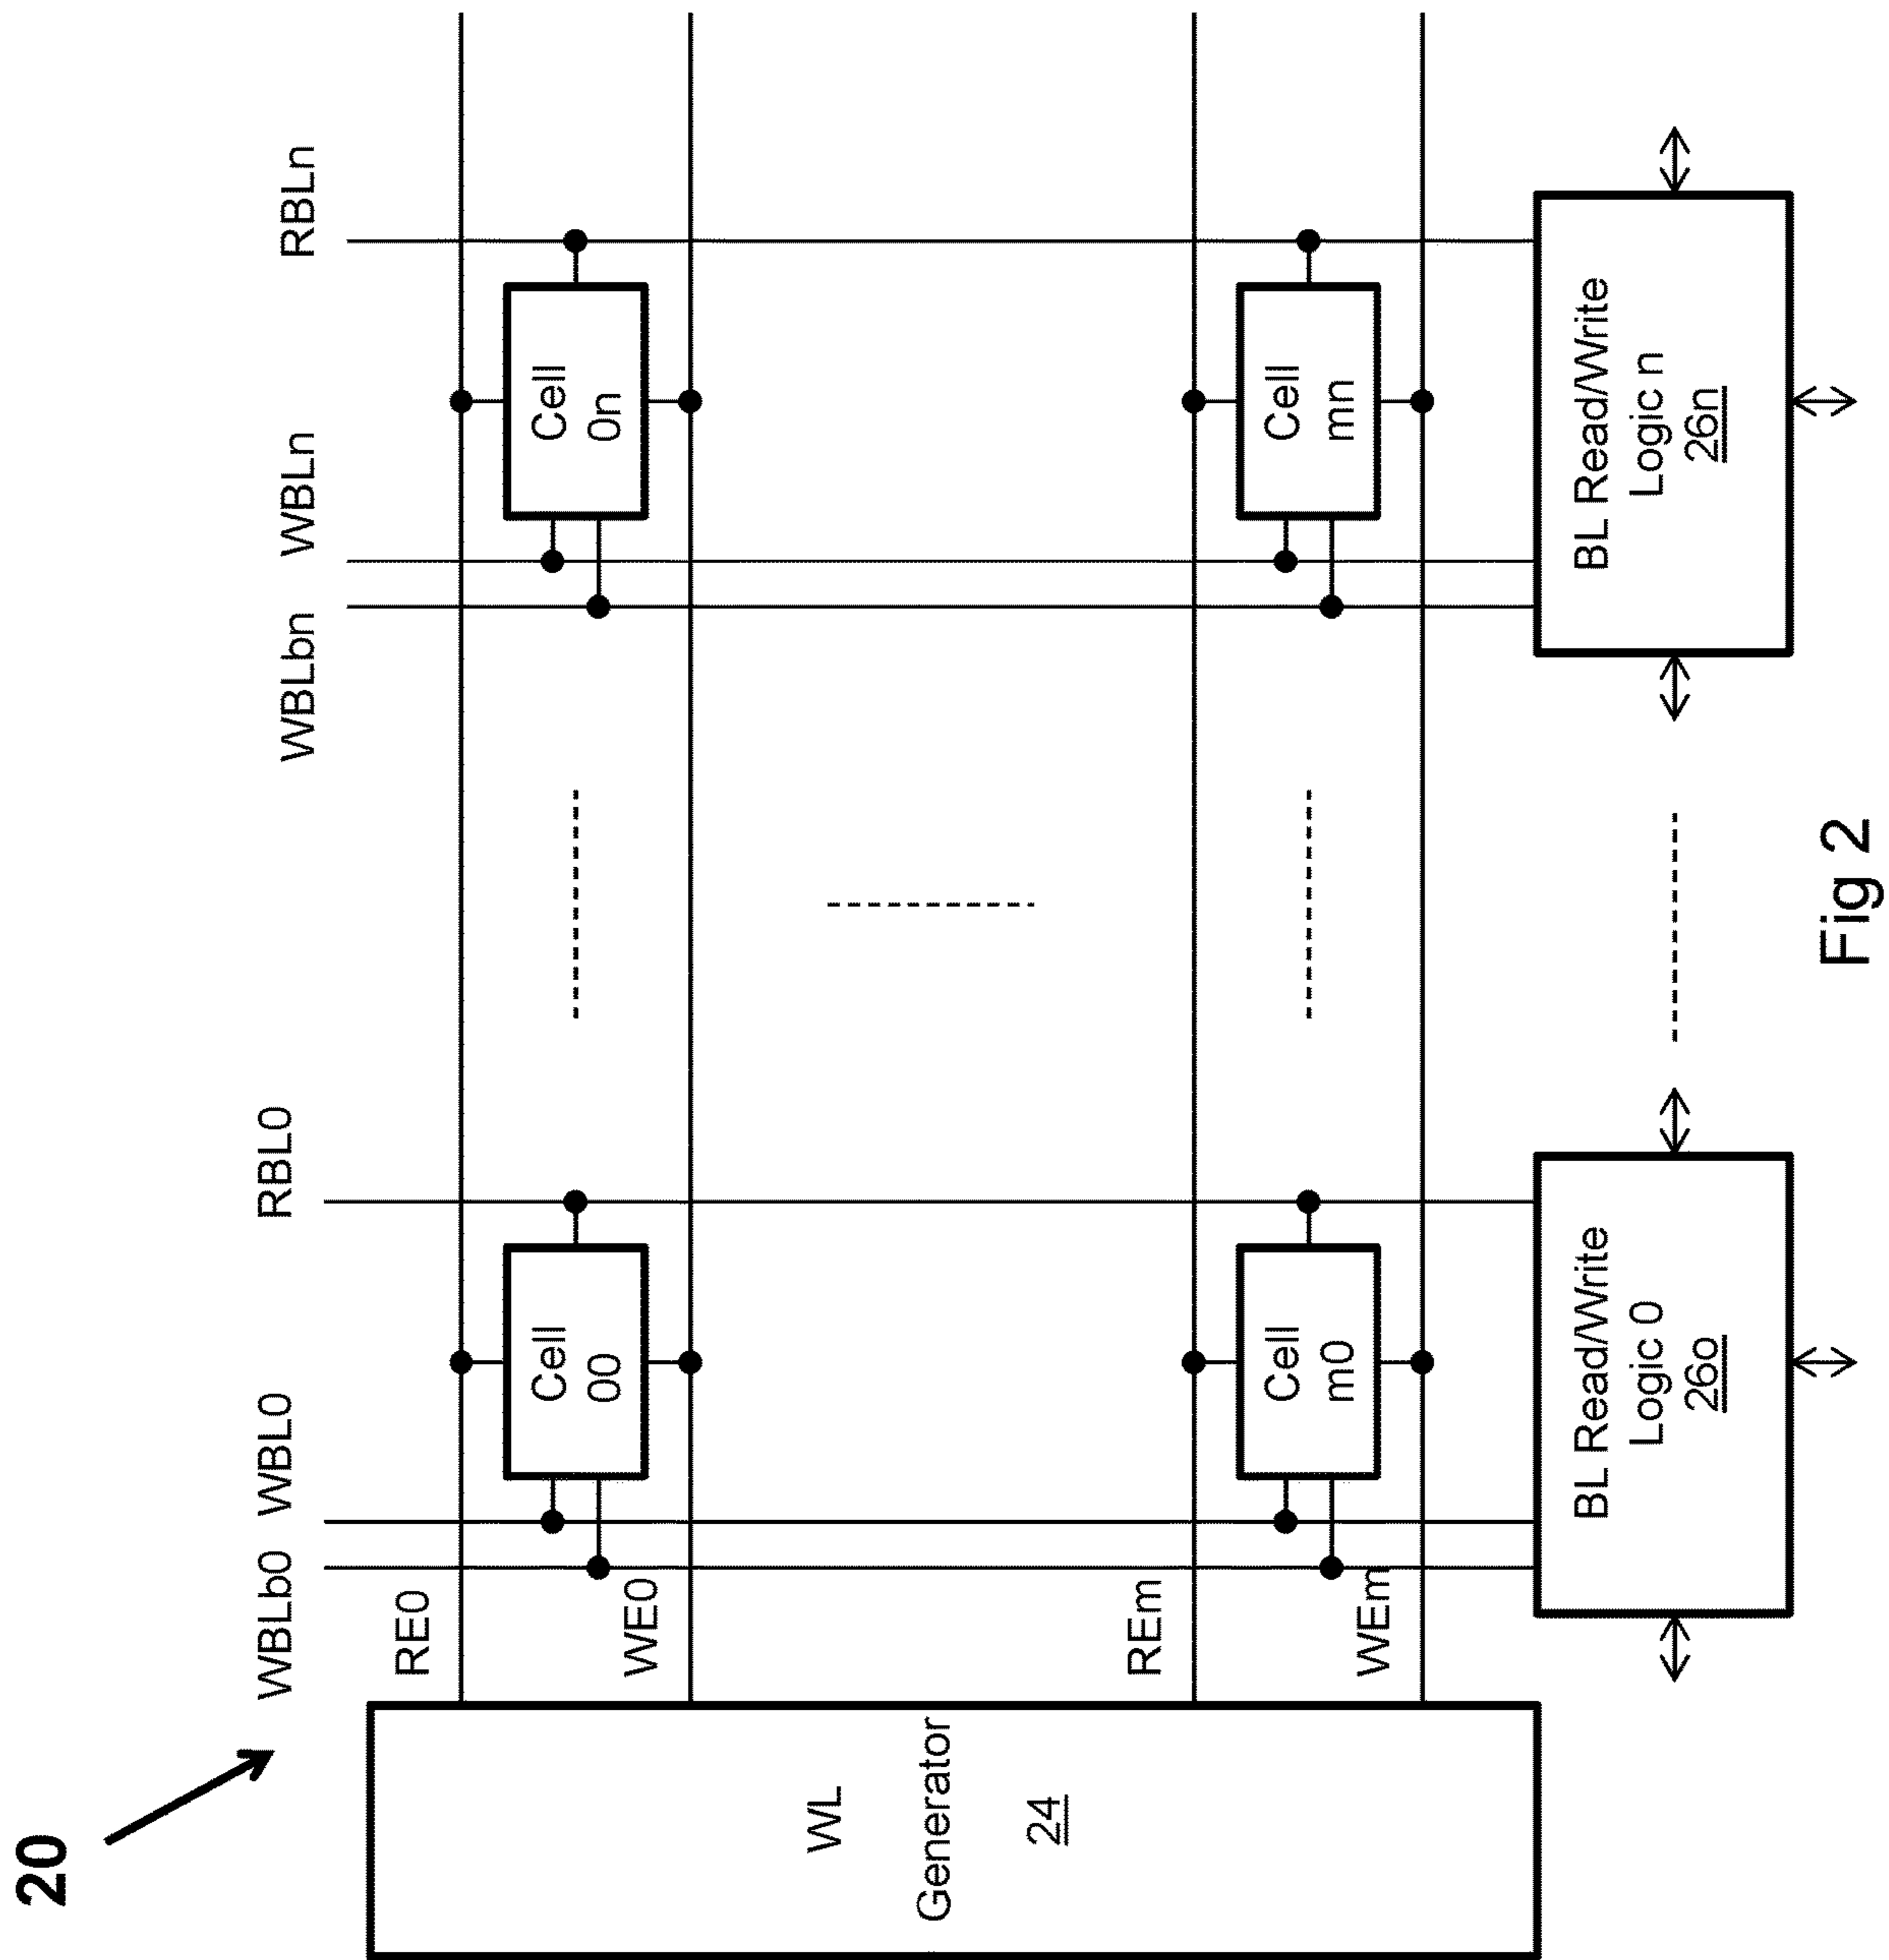 20
WBLb0
WBL0
RBL0
WBLbn
WBLn
RBLn
RE0
Cell
00
Cell
0n
WE0
WL
Generator
24
REm
Cell
m0
Cell
mn
WEm
BL Read/Write
Logic 0
26o
BL Read/Write
Logic n
26n
Fig 2